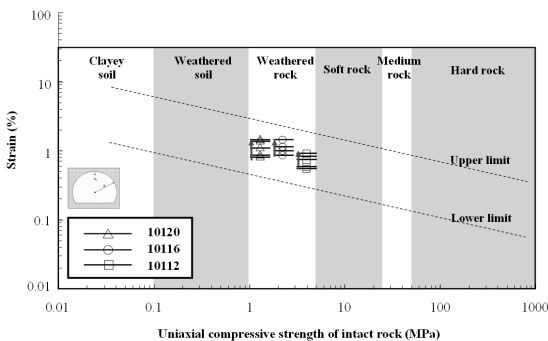 100
10
1
0.1
0.01
Strain (%)
Clayey
soil
Weathered
soil
Weathered
rock
Soft rock
Medium
rock
Hard rock
Upper limit
Lower limit
10120
10116
10112
0.01 0.1 1 10 100 1000
Uniaxial compressive strength of intact rock (MPa)